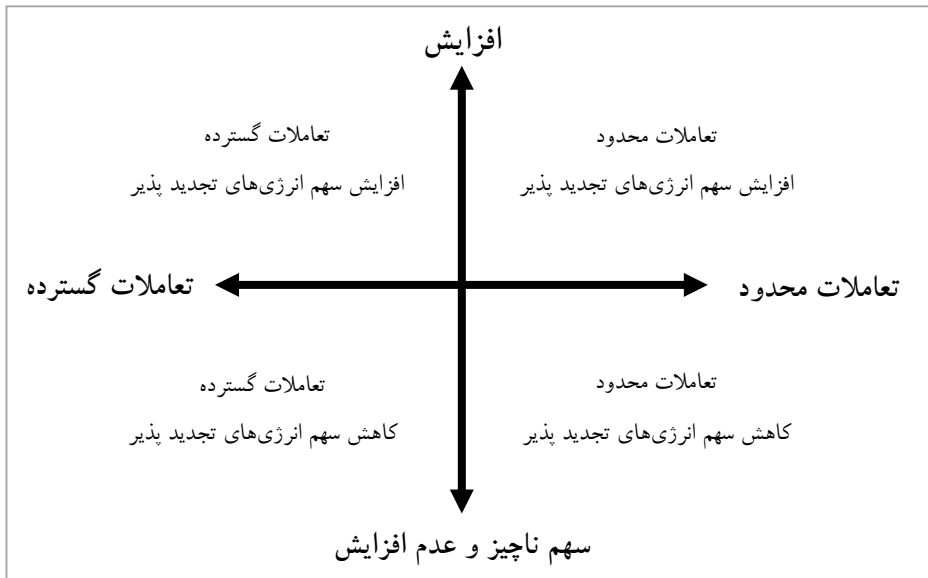 افزایش
تعاملات محدود
افزایش سهم انرژی‌های تجدید پذیر
تعاملات گسترده
افزایش سهم انرژی‌های تجدید پذیر
تعاملات محدود
تعاملات گسترده
تعاملات محدود
کاهش سهم انرژی‌های تجدید پذیر
تعاملات گسترده
کاهش سهم انرژی‌های تجدید پذیر
سهم ناچیز و عدم افزایش